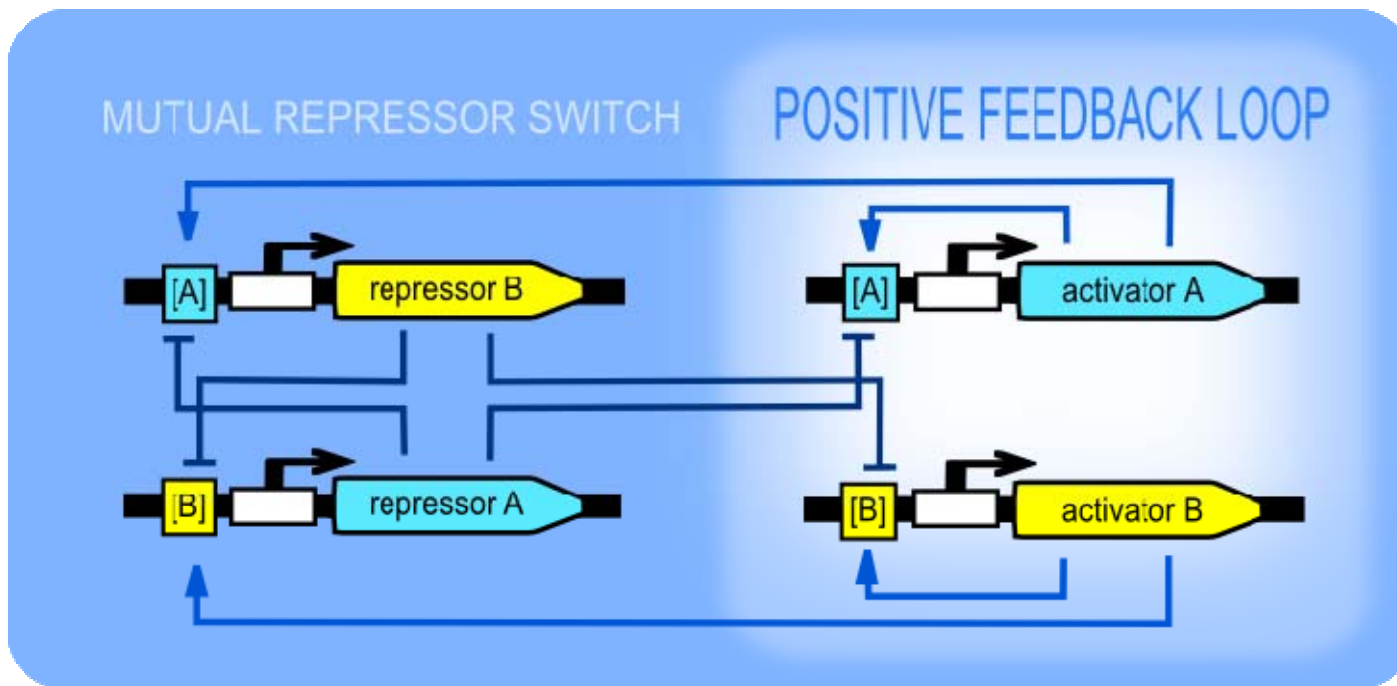 MUTUAL REPRESSOR SWITCH
POSITIVE FEEDBACK LOOP
[A]
repressor B
[A]
activator A
[B]
repressor A
[B]
activator B